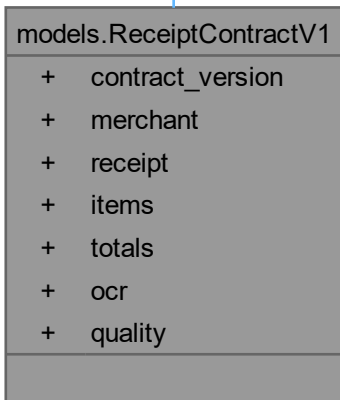 models.ReceiptContractV1
+ contract_version
+ merchant
+ receipt
+ items
+ totals
+ ocr
+ quality